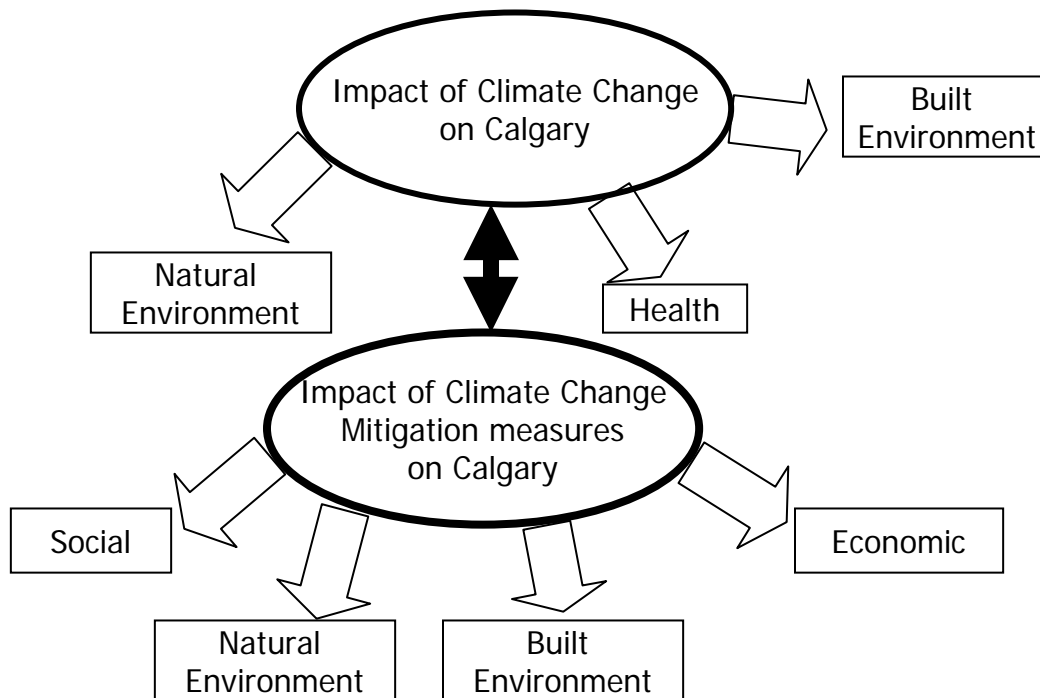 Impact of Climate Change
on Calgary
Built
Environment
Natural
Environment
Health
Impact of Climate Change
Mitigation measures
on Calgary
Social
Economic
Natural
Environment
Built
Environment